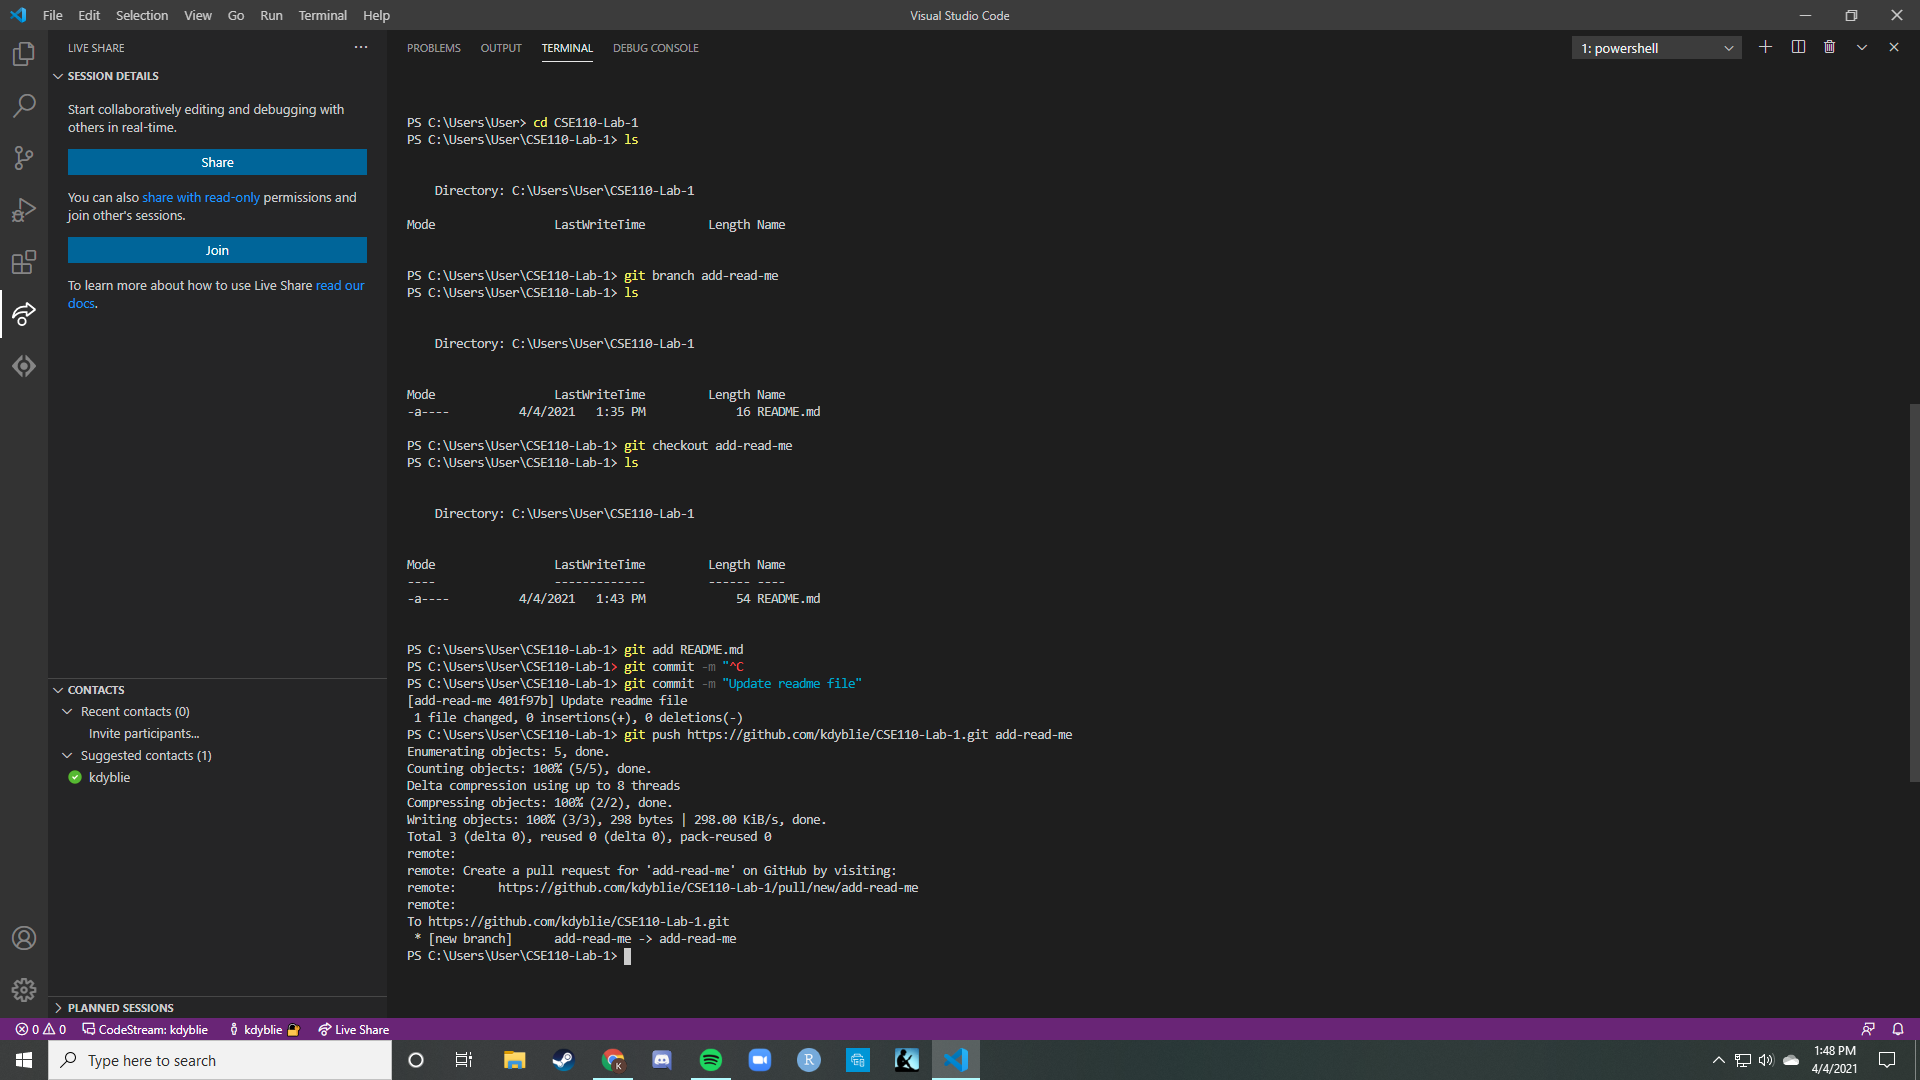 File Edit Selection View Go Run Terminal Help
Visual Studio Code
LIVE SHARE
SESSION DETAILS
Start collaboratively editing and debugging with
others in real-time.
Share
You can also share with read-only permissions and
join other's sessions.
Join
To learn more about how to use Live Share read our
docs.
CONTACTS
Recent contacts (0)
Invite participants...
Suggested contacts (1)
kdyblie
PLANNED SESSIONS
PROBLEMS OUTPUT TERMINAL DEBUG CONSOLE
1: powershell
PS C:\Users\User> cd CSE110-Lab-1
PS C:\Users\User\CSE110-Lab-1> ls
Directory: C:\Users\User\CSE110-Lab-1
Mode LastWriteTime Length Name
PS C:\Users\User\CSE110-Lab-1> git branch add-read-me
PS C:\Users\User\CSE110-Lab-1> ls
Directory: C:\Users\User\CSE110-Lab-1
Mode LastWriteTime Length Name
-a---- 4/4/2021 1:35 PM 16 README.md
PS C:\Users\User\CSE110-Lab-1> git checkout add-read-me
PS C:\Users\User\CSE110-Lab-1> ls
Directory: C:\Users\User\CSE110-Lab-1
Mode LastWriteTime Length Name
---- ------------- ------ ----
-a---- 4/4/2021 1:43 PM 54 README.md
PS C:\Users\User\CSE110-Lab-1> git add README.md
PS C:\Users\User\CSE110-Lab-1> git commit -m "^C
PS C:\Users\User\CSE110-Lab-1> git commit -m "Update readme file"
[add-read-me 401f97b] Update readme file
1 file changed, 0 insertions(+), 0 deletions(-)
PS C:\Users\User\CSE110-Lab-1> git push https://github.com/kdyblie/CSE110-Lab-1.git add-read-me
Enumerating objects: 5, done.
Counting objects: 100% (5/5), done.
Delta compression using up to 8 threads
Compressing objects: 100% (2/2), done.
Writing objects: 100% (3/3), 298 bytes | 298.00 KiB/s, done.
Total 3 (delta 0), reused 0 (delta 0), pack-reused 0
remote:
remote: Create a pull request for 'add-read-me' on GitHub by visiting:
remote: https://github.com/kdyblie/CSE110-Lab-1/pull/new/add-read-me
remote:
To https://github.com/kdyblie/CSE110-Lab-1.git
* [new branch] add-read-me -> add-read-me
PS C:\Users\User\CSE110-Lab-1>
0 0 CodeStream: kdyblie kdyblie Live Share
Type here to search
K
R
1:48 PM
4/4/2021